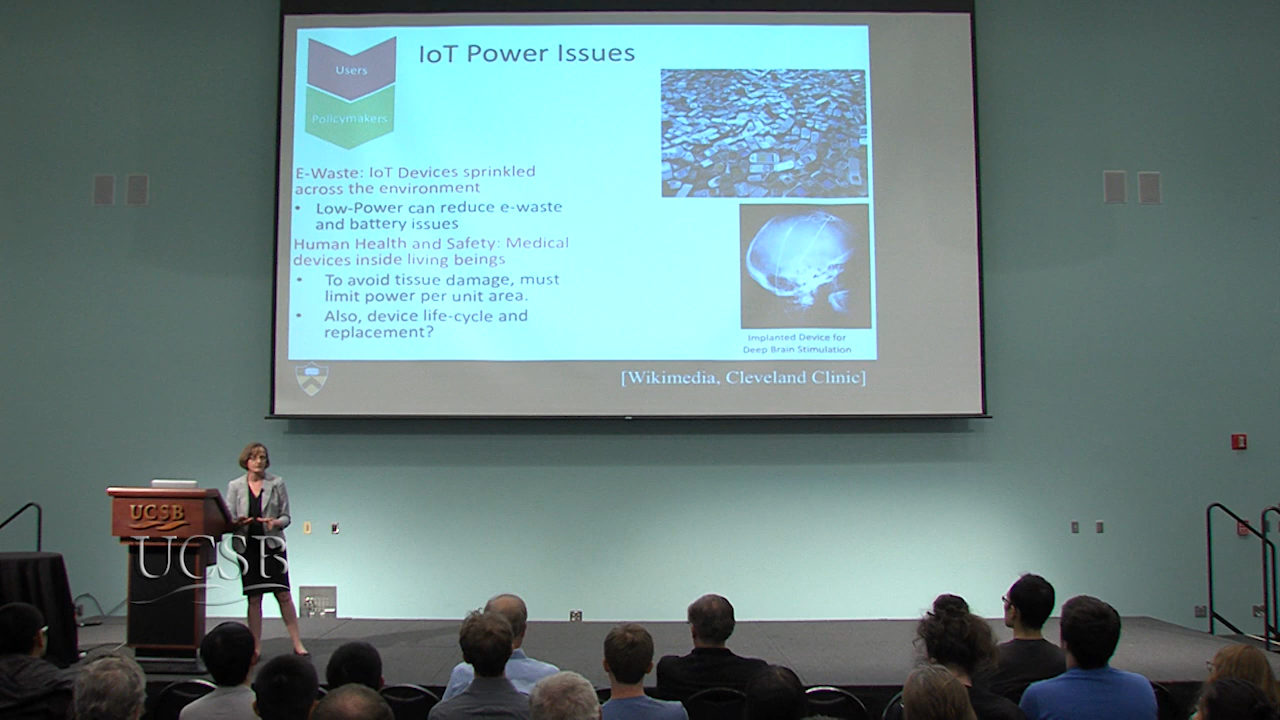 IoT Power Issues
Users
Policymakers
E-Waste: IoT Devices sprinkled
across the environment
• Low-Power can reduce e-waste
and battery issues
Human Health and Safety: Medical
devices inside living beings
• To avoid tissue damage, must
limit power per unit area.
• Also, device life-cycle and
replacement?
Implanted Device for
Deep Brain Stimulation
[Wikimedia, Cleveland Clinic]
UCSB
UCSB